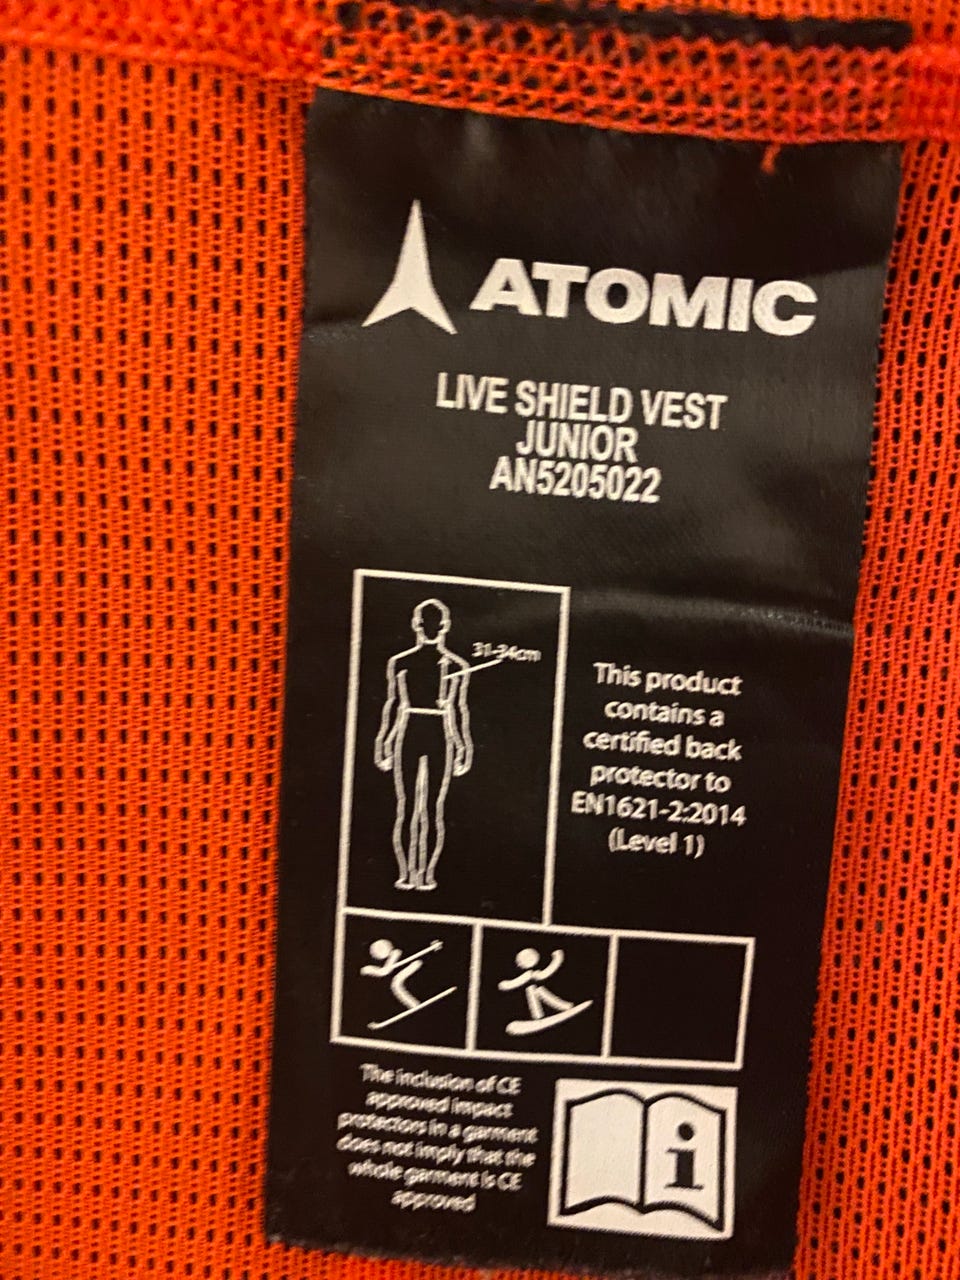 ATOMIC
LIVE SHIELD VEST
JUNIOR
AN5205022
31-34cm
This product
contains a
certified back
protector to
EN1621-2:2014
(Level 1)
The inclusion of CE
approved impact
protectors in a garment
does not imply that the
whole garment is CE
approved
i